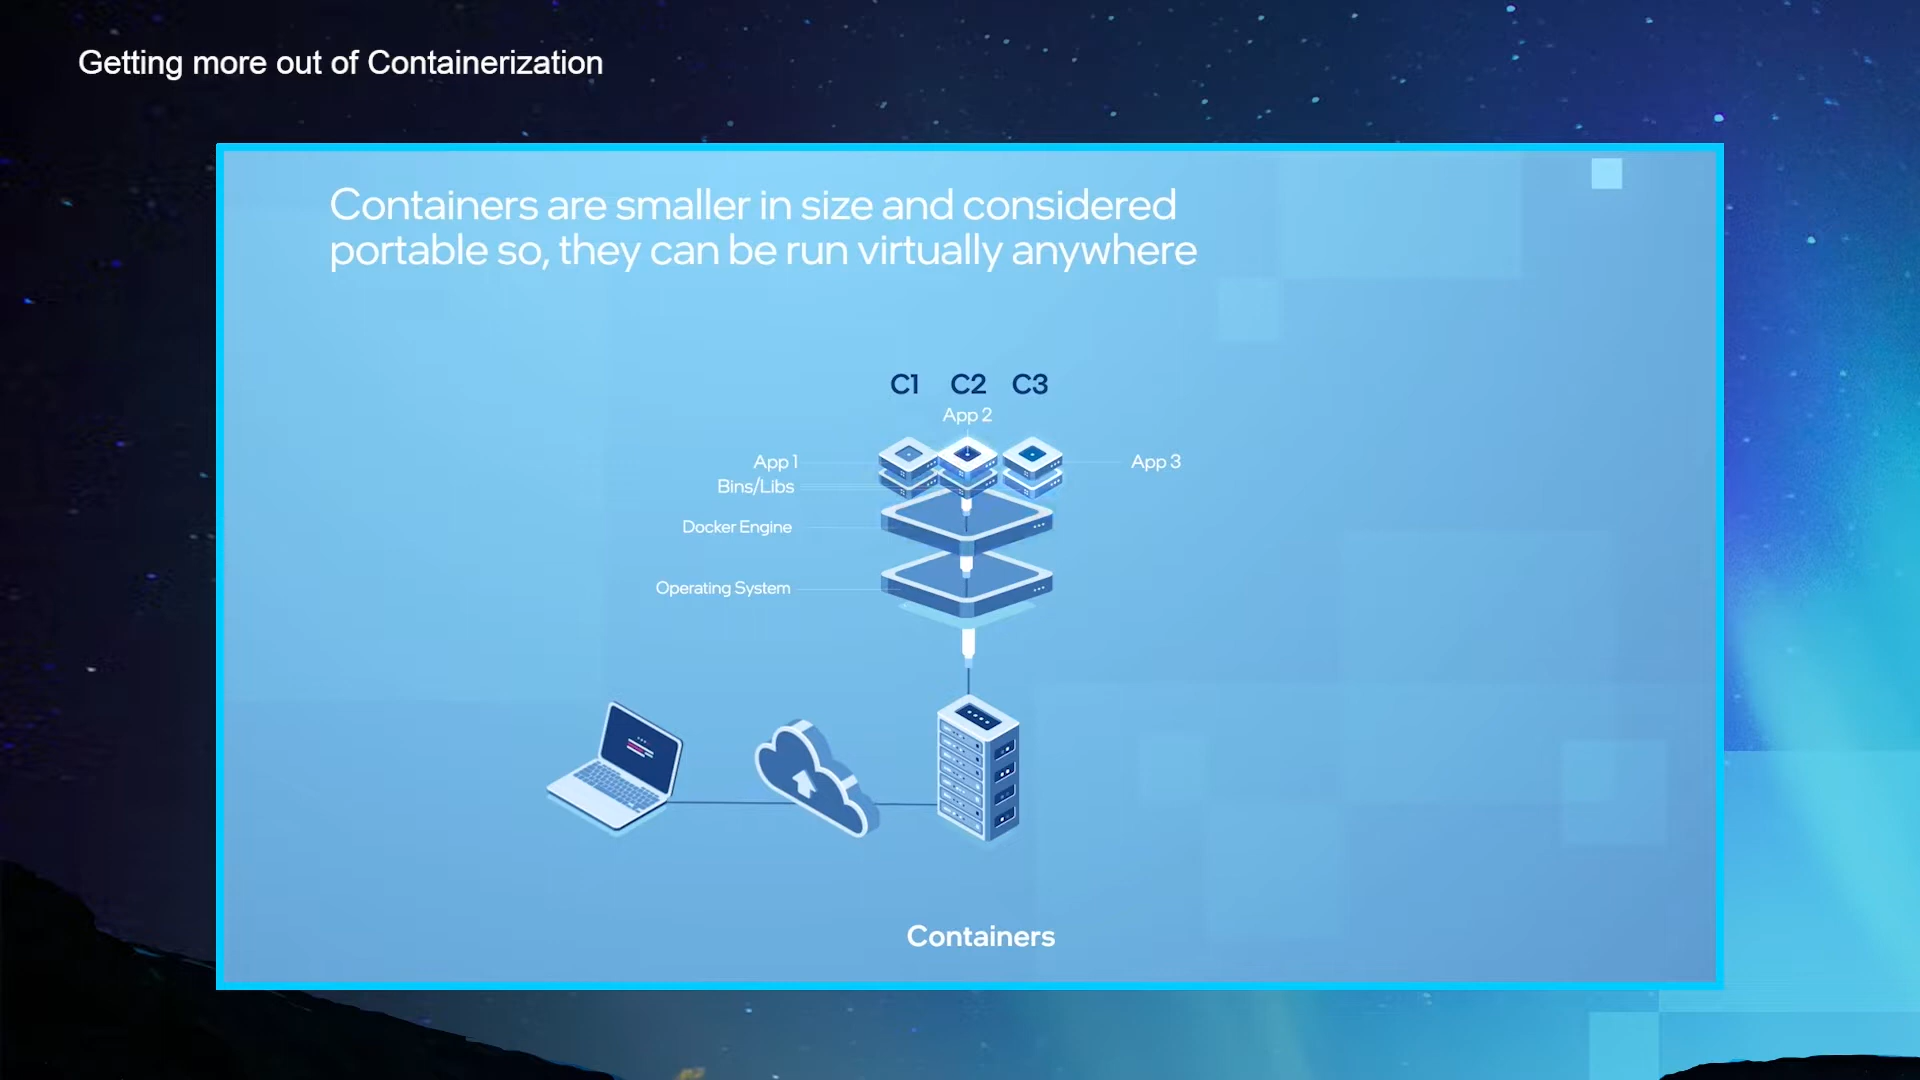 Getting more out of Containerization
Containers are smaller in size and considered
portable so, they can be run virtually anywhere
C1 C2 C3
App 2
App 1
App 3
Bins/Libs
Docker Engine
Operating System
Containers